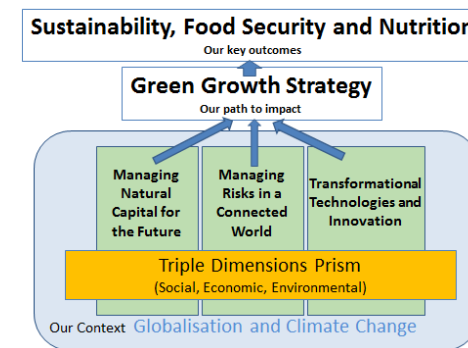 Sustainability, Food Security and Nutrition
Our key outcomes
Green Growth Strategy
Our path to impact
Managing
Natural
Capital for
the Future
Managing
Risks in a
Connected
World
Transformational
Technologies and
Innovation
Triple Dimensions Prism
(Social, Economic, Environmental)
Our Context Globalisation and Climate Change